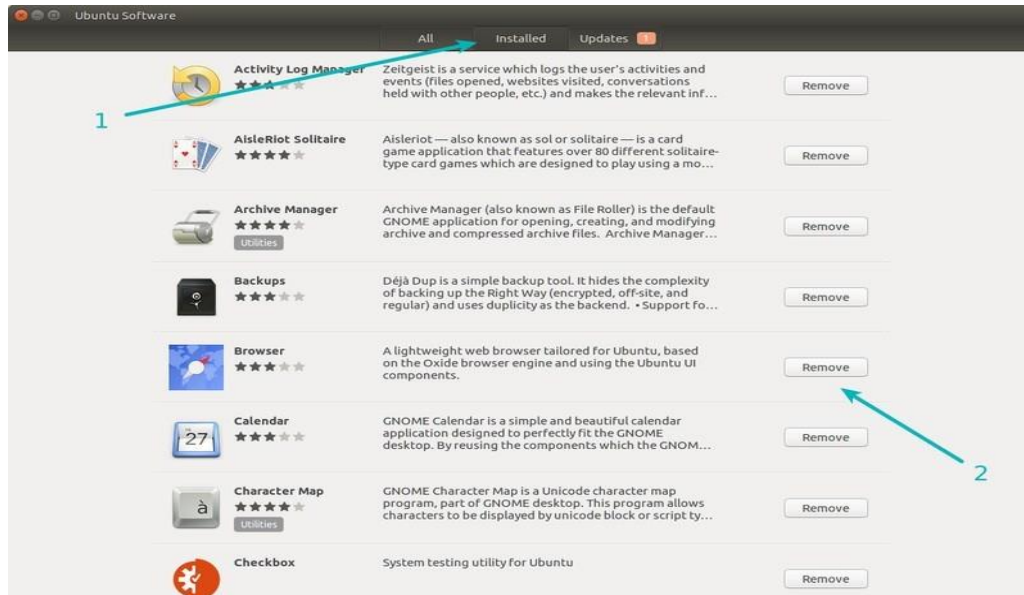 Ubuntu Software
All Installed Updates 1
Activity Log Manager
Zeitgeist is a service which logs the user's activities and
events (files opened, websites visited, conversations
held with other people, etc.) and makes the relevant inf...
Remove
1
AisleRiot Solitaire
Aisleriot — also known as sol or solitaire — is a card
game application that features over 80 different solitaire-
type card games which are designed to play using a mo...
Remove
Archive Manager
Utilities
Archive Manager (also known as File Roller) is the default
GNOME application for opening, creating, and modifying
archive and compressed archive files. Archive Manager...
Remove
Backups
Déjà Dup is a simple backup tool. It hides the complexity
of backing up the Right Way (encrypted, off-site, and
regular) and uses duplicity as the backend. • Support fo...
Remove
Browser
A lightweight web browser tailored for Ubuntu, based
on the Oxide browser engine and using the Ubuntu UI
components.
Remove
2
27
Calendar
GNOME Calendar is a simple and beautiful calendar
application designed to perfectly fit the GNOME
desktop. By reusing the components which the GNOM...
Remove
à
Character Map
Utilities
GNOME Character Map is a Unicode character map
program, part of GNOME desktop. This program allows
characters to be displayed by unicode block or script ty...
Remove
Checkbox
System testing utility for Ubuntu
Remove